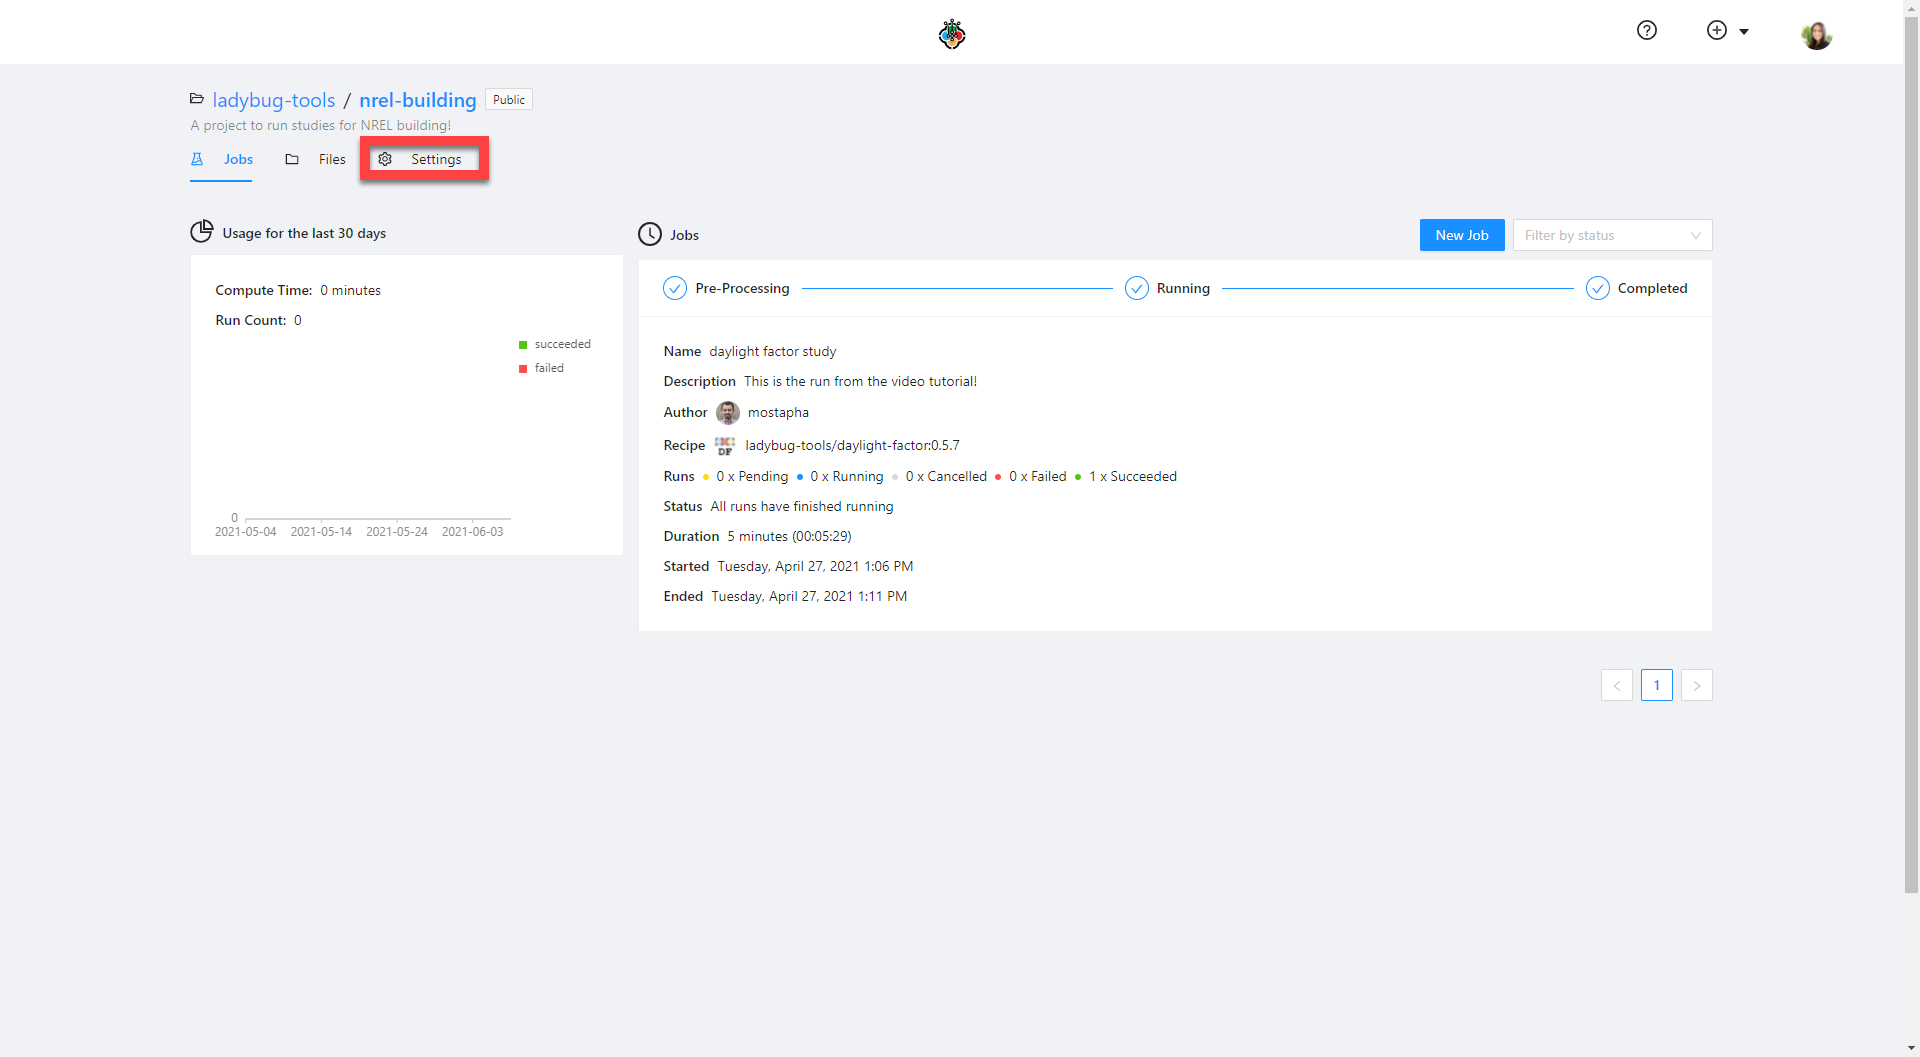 ladybug-tools / nrel-building Public
A project to run studies for NREL building!
Jobs Files Settings
Usage for the last 30 days
Compute Time: 0 minutes
Run Count: 0
succeeded
failed
0
2021-05-04 2021-05-14 2021-05-24 2021-06-03
Jobs New Job Filter by status
Pre-Processing Running Completed
Name daylight factor study
Description This is the run from the video tutorial!
Author mostapha
Recipe DF ladybug-tools/daylight-factor:0.5.7
Runs 0 x Pending 0 x Running 0 x Cancelled 0 x Failed 1 x Succeeded
Status All runs have finished running
Duration 5 minutes (00:05:29)
Started Tuesday, April 27, 2021 1:06 PM
Ended Tuesday, April 27, 2021 1:11 PM
< 1 >